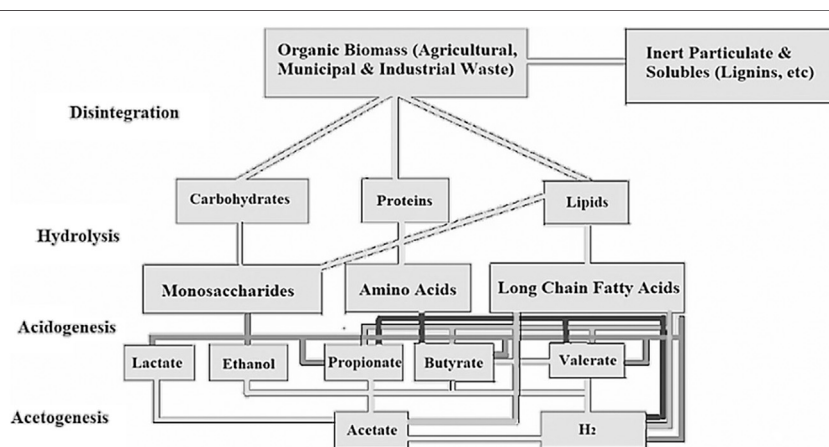 Organic Biomass (Agricultural,
Municipal & Industrial Waste)
Inert Particulate &
Solubles (Lignins, etc)
Disintegration
Carbohydrates
Proteins
Lipids
Hydrolysis
Monosaccharides
Amino Acids
Long Chain Fatty Acids
Acidogenesis
Lactate
Ethanol
Propionate
Butyrate
Valerate
Acetogenesis
Acetate
H₂